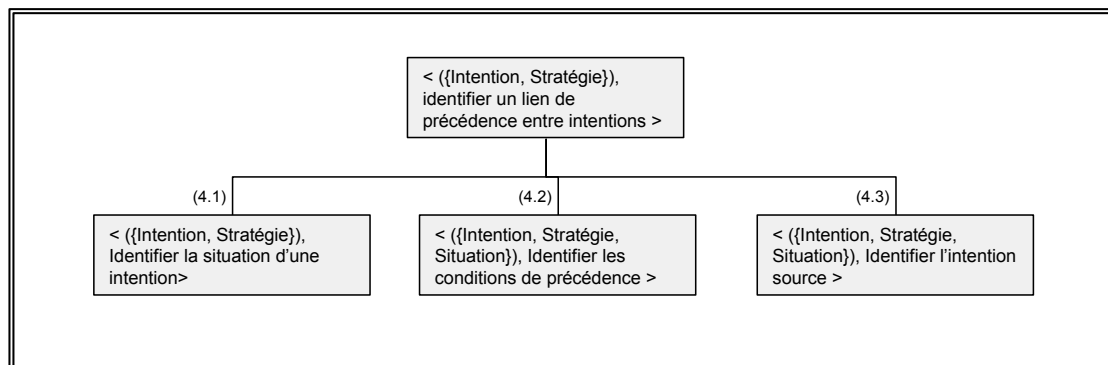 < ({Intention, Stratégie}),
identifier un lien de
précédence entre intentions >
(4.1)
(4.2)
(4.3)
< ({Intention, Stratégie}),
Identifier la situation d’une
intention>
< ({Intention, Stratégie,
Situation}), Identifier les
conditions de précédence >
< ({Intention, Stratégie,
Situation}), Identifier l’intention
source >